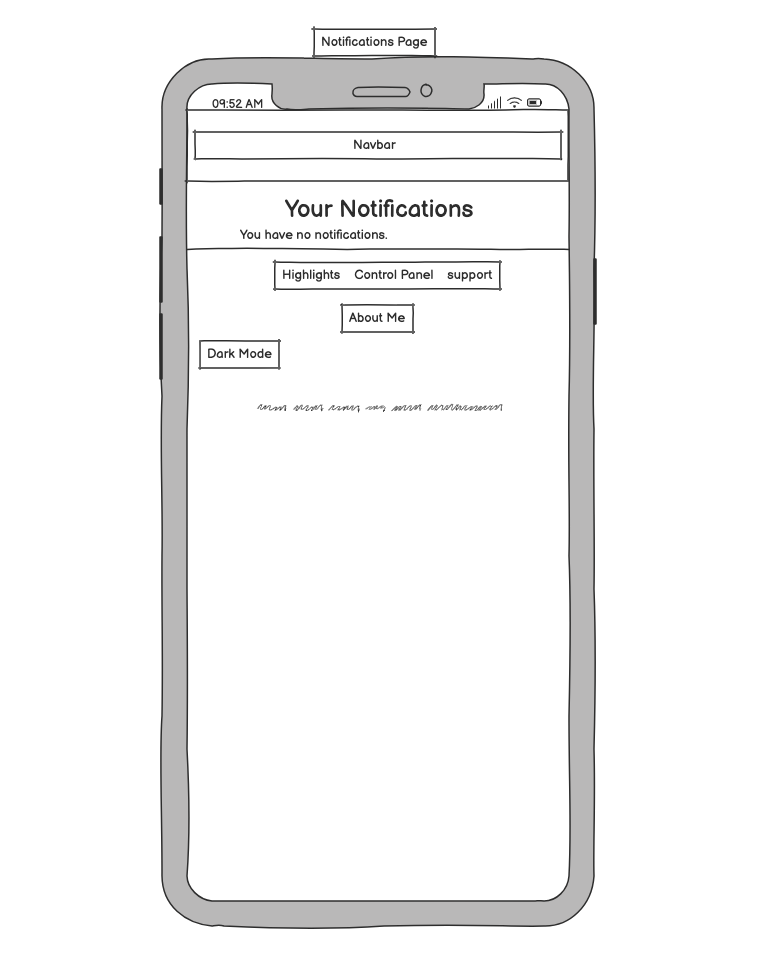 Notifications Page
09:52 AM
Navbar
Your Notifications
You have no notifications.
Highlights Control Panel support
About Me
Dark Mode